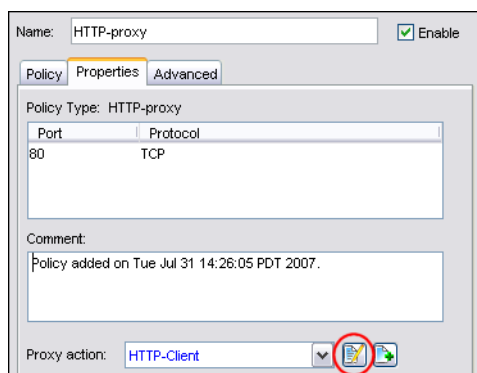 Name: HTTP-proxy Enable
Policy Properties Advanced
Policy Type: HTTP-proxy
Port Protocol
80 TCP
Comment:
Policy added on Tue Jul 31 14:26:05 PDT 2007.
Proxy action: HTTP-Client